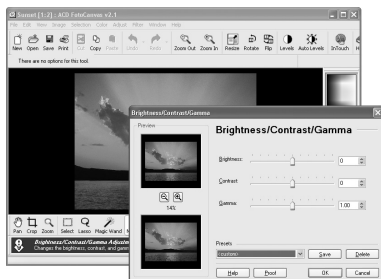 Sunset [1:2] : ACD FotoCanvas v2.1
File Edit View Image Selection Color Adjust Filter Window Help
New Open Save Print Cut Copy Paste Undo Redo Zoom Out Zoom In Resize Rotate Flip Levels Auto Levels InTouch H
There are no options for this tool
Brightness/Contrast/Gamma
Preview
Brightness/Contrast/Gamma
Brightness: 0
Contrast: 0
Gamma: 1.00
14%
Pan Crop Zoom Select Lasso Magic Wand
Brightness/Contrast/Gamma Adjustm
Changes the brightness, contrast, and gamm
Presets
(custom) Save Delete
Help Proof OK Cancel